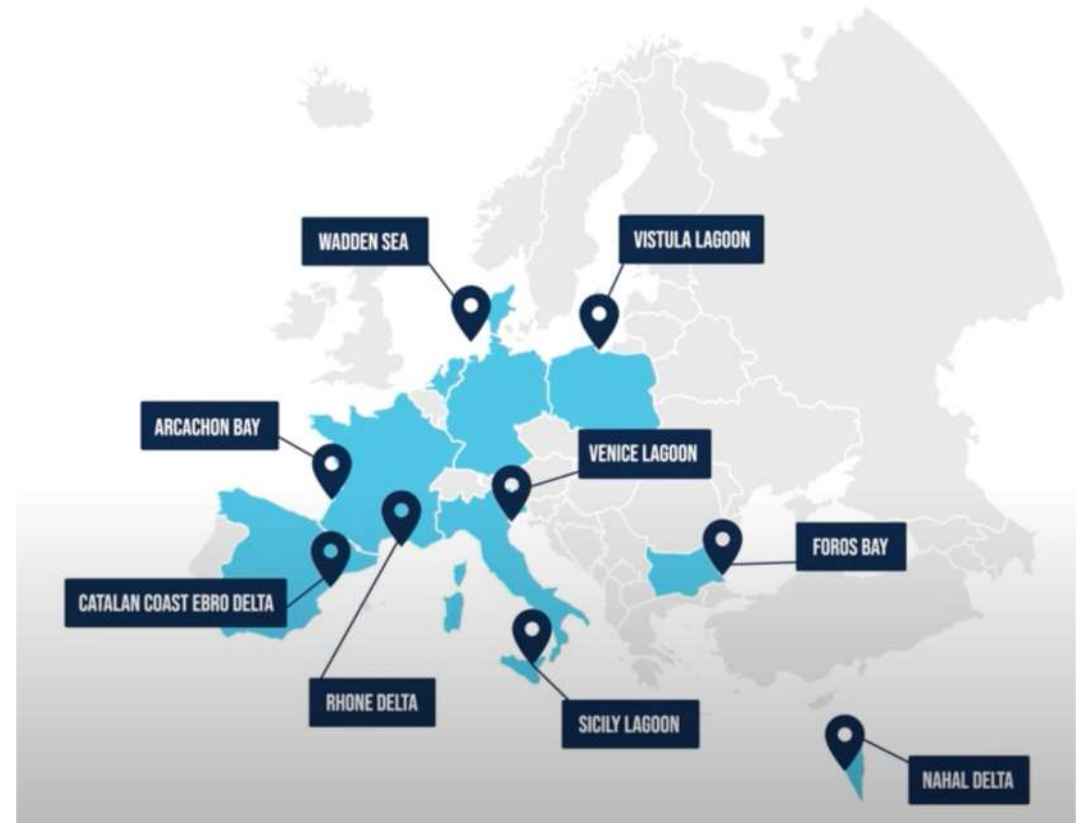 WADDEN SEA
VISTULA LAGOON
ARCACHON BAY
VENICE LAGOON
FOROS BAY
CATALAN COAST EBRO DELTA
RHONE DELTA
SICILY LAGOON
NAHAL DELTA